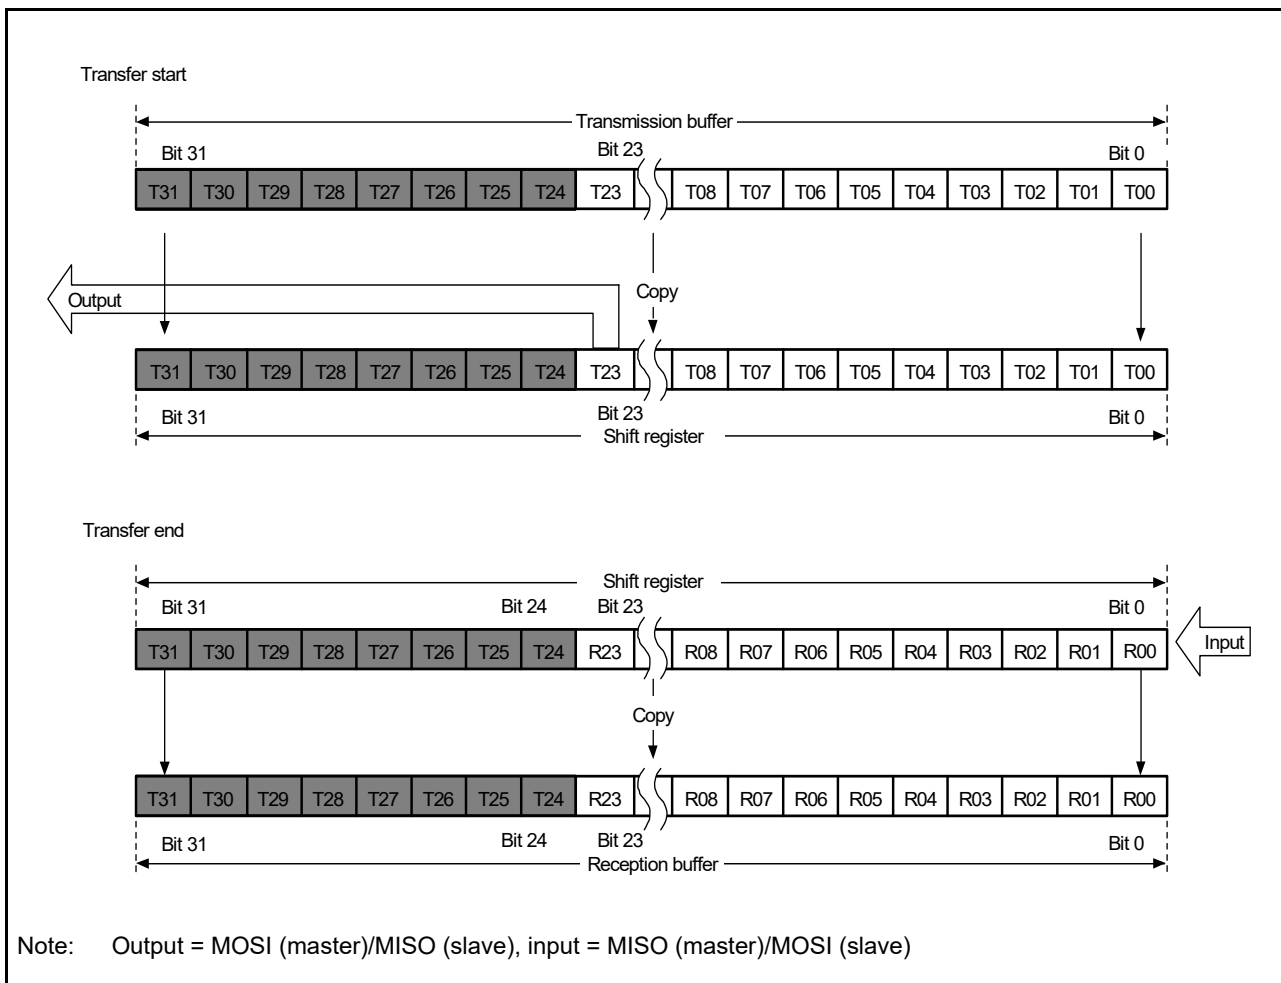 Transfer start
Transmission buffer
Bit 31 Bit 23 Bit 0
T31 T30 T29 T28 T27 T26 T25 T24 T23 T08 T07 T06 T05 T04 T03 T02 T01 T00
Output Copy
T31 T30 T29 T28 T27 T26 T25 T24 T23 T08 T07 T06 T05 T04 T03 T02 T01 T00
Bit 31 Bit 23 Bit 0
Shift register
Transfer end
Shift register
Bit 31 Bit 24 Bit 23 Bit 0
T31 T30 T29 T28 T27 T26 T25 T24 R23 R08 R07 R06 R05 R04 R03 R02 R01 R00 Input
Copy
T31 T30 T29 T28 T27 T26 T25 T24 R23 R08 R07 R06 R05 R04 R03 R02 R01 R00
Bit 31 Bit 24 Bit 23 Bit 0
Reception buffer
Note: Output = MOSI (master)/MISO (slave), input = MISO (master)/MOSI (slave)